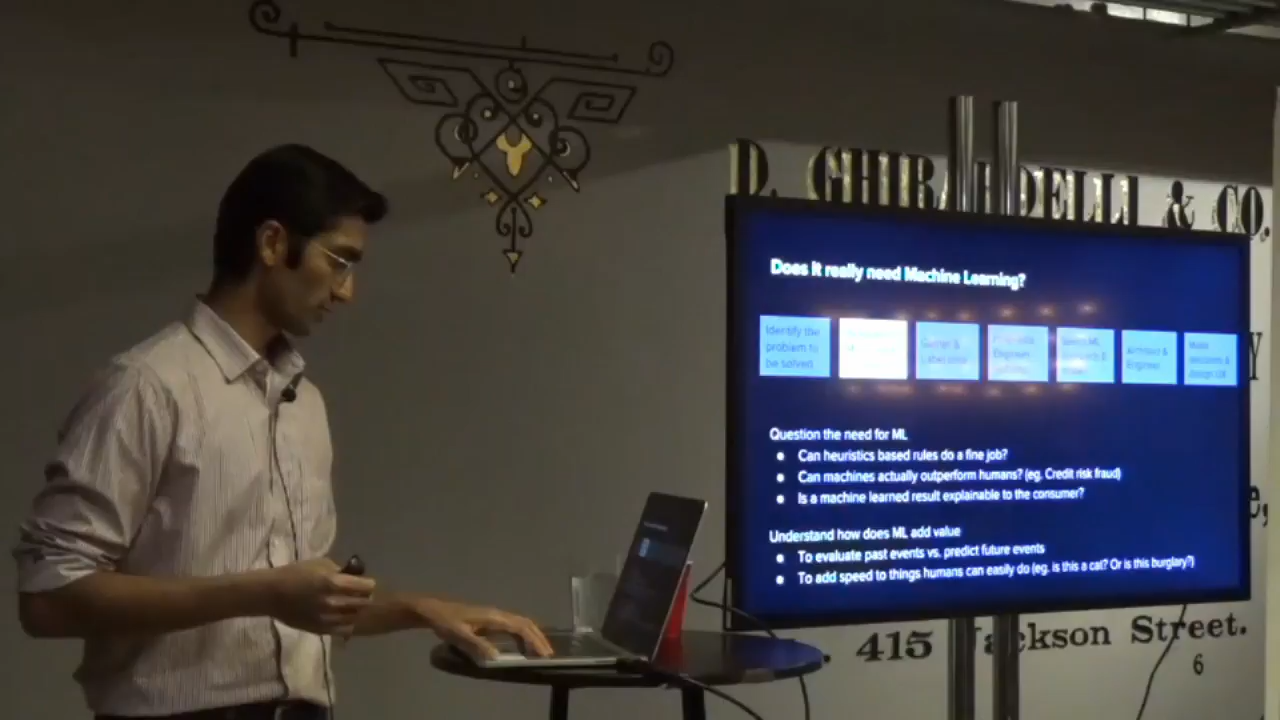 D. GHIRARDELLI & CO.
Does it really need Machine Learning?
Identify the
problem to
be solved
Architect &
Engineer
Question the need for ML
Can heuristics based rules do a fine job?
Can machines actually outperform humans? (eg. Credit risk fraud)
Is a machine learned result explainable to the consumer?
Understand how does ML add value
To evaluate past events vs. predict future events
To add speed to things humans can easily do (eg. is this a cat? Or is this burglary?)
415 Jackson Street.
6